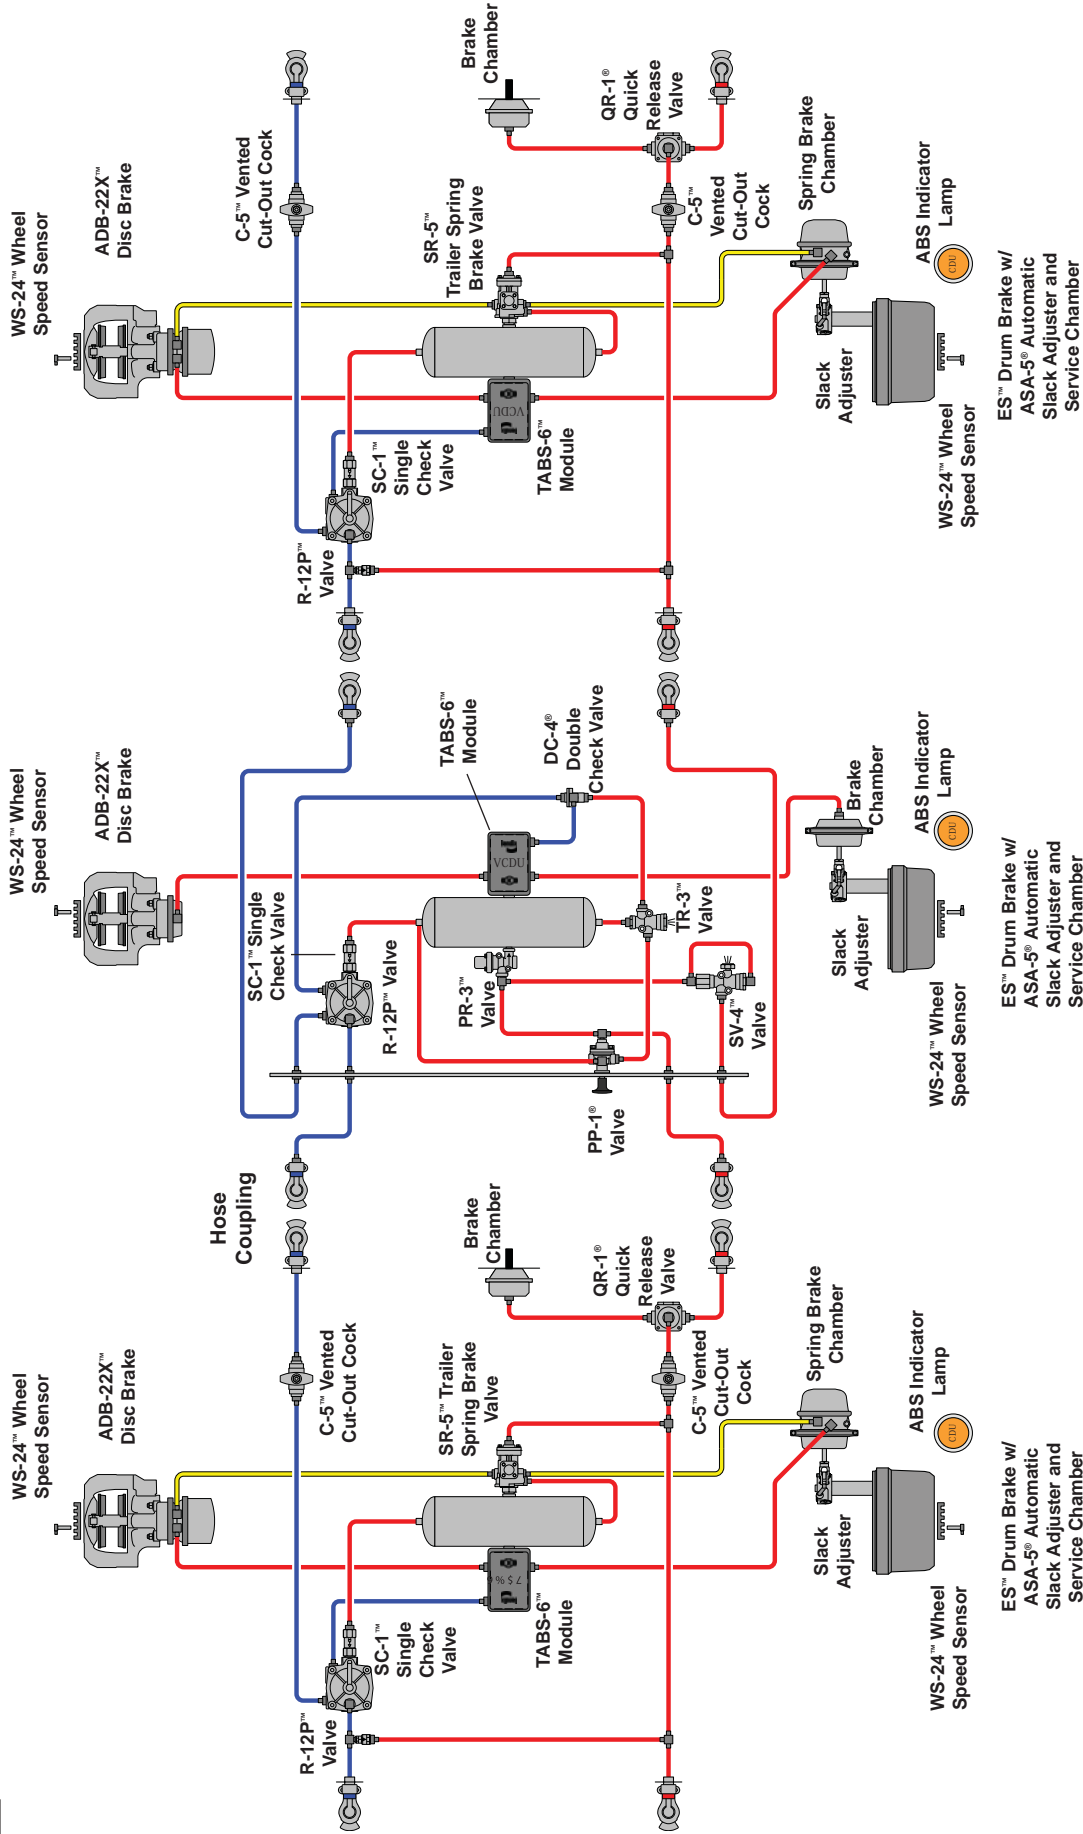 WS-24™ Wheel
Speed Sensor
ADB-22X™
Disc Brake
C-5™ Vented
Cut-Out Cock
R-12P™
Valve
SC-1™
Single
Check
Valve
SR-5™ Trailer
Spring Brake
Valve
Brake
Chamber
TABS-6™
Module
QR-1®
Quick
Release
Valve
C-5™ Vented
Cut-Out
Cock
Spring Brake
Chamber
Slack
Adjuster
ABS Indicator
Lamp
CDU
WS-24™ Wheel
Speed Sensor
ES™ Drum Brake w/
ASA-5® Automatic
Slack Adjuster and
Service Chamber
Hose
Coupling
WS-24™ Wheel
Speed Sensor
ADB-22X™
Disc Brake
SC-1™ Single
Check Valve
R-12P™ Valve
TABS-6™
Module
VCDU
PR-3™
Valve
DC-4®
Double
Check Valve
PP-1®
Valve
TR-3™
Valve
SV-4™
Valve
Brake
Chamber
Slack
Adjuster
ABS Indicator
Lamp
CDU
WS-24™ Wheel
Speed Sensor
ES™ Drum Brake w/
ASA-5® Automatic
Slack Adjuster and
Service Chamber
WS-24™ Wheel
Speed Sensor
ADB-22X™
Disc Brake
C-5™ Vented
Cut-Out Cock
R-12P™
Valve
SC-1™
Single
Check
Valve
SR-5™
Trailer Spring
Brake Valve
Brake
Chamber
VCDU
TABS-6™
Module
QR-1®
Quick
Release
Valve
C-5™
Vented
Cut-Out
Cock
Spring Brake
Chamber
Slack
Adjuster
ABS Indicator
Lamp
CDU
WS-24™ Wheel
Speed Sensor
ES™ Drum Brake w/
ASA-5® Automatic
Slack Adjuster and
Service Chamber